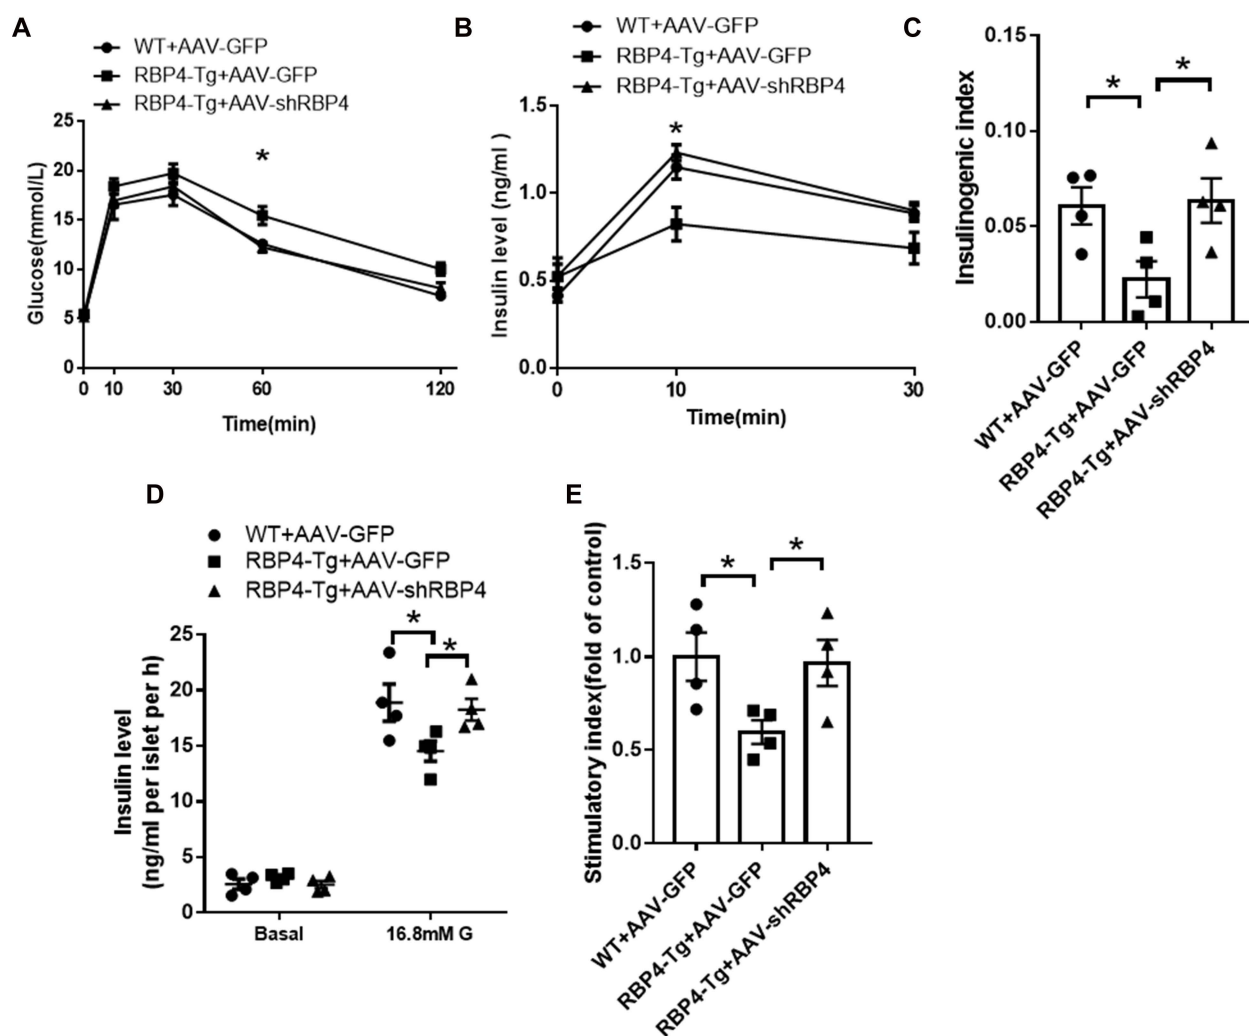 A
WT+AAV-GFP
RBP4-Tg+AAV-GFP
RBP4-Tg+AAV-shRBP4
25
20
15
10
5
0
Glucose(mmol/L)
*
0 10 30 60 120
Time(min)
B
WT+AAV-GFP
RBP4-Tg+AAV-GFP
RBP4-Tg+AAV-shRBP4
1.5
1.0
0.5
0.0
Insulin level (ng/ml )
*
0 10 30
Time(min)
C
0.15
0.10
0.05
0.00
Insulinogenic index
* *
WT+AAV-GFP
RBP4-Tg+AAV-GFP
RBP4-Tg+AAV-shRBP4
D
WT+AAV-GFP
RBP4-Tg+AAV-GFP
RBP4-Tg+AAV-shRBP4
25
20
15
10
5
0
Insulin level
(ng/ml per islet per h)
* *
Basal 16.8mM G
E
1.5
1.0
0.5
0.0
Stimulatory index(fold of control)
* *
WT+AAV-GFP
RBP4-Tg+AAV-GFP
RBP4-Tg+AAV-shRBP4